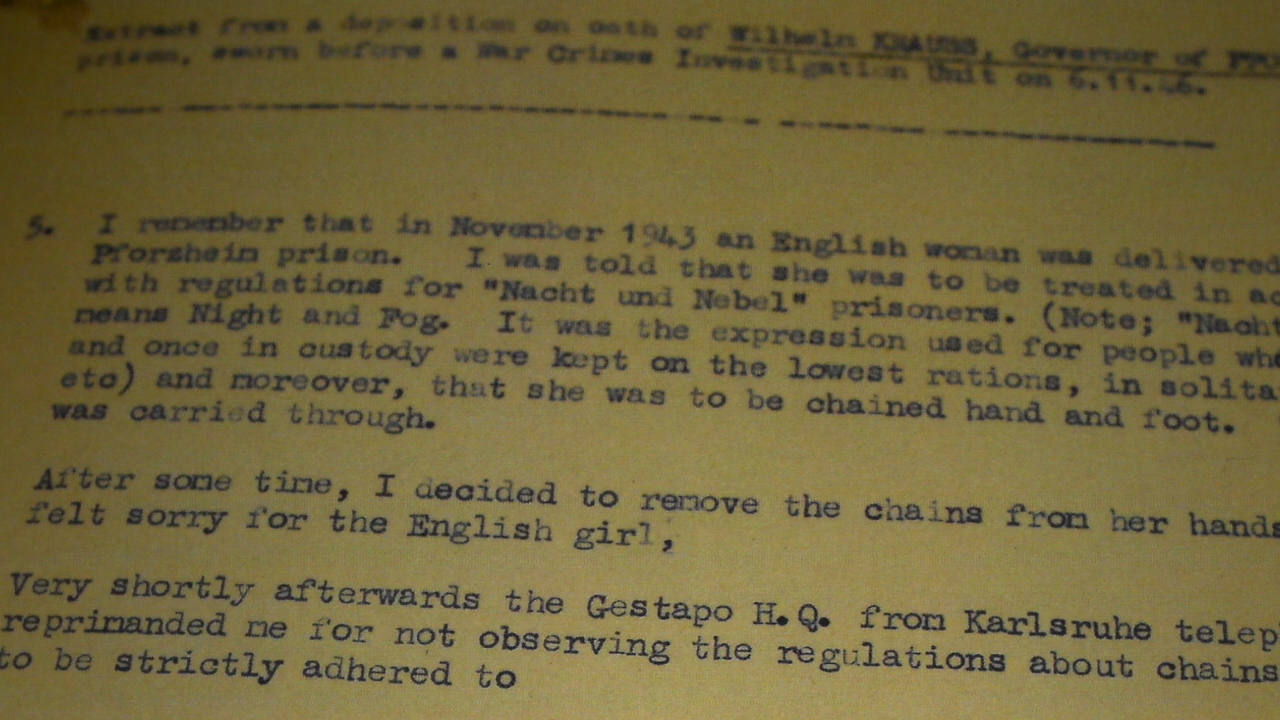 Extract from a deposition on oath of Wilhelm KRAUSS, Governor of
prison, sworn before a War Crimes Investigation Unit on 6.11.46.
5. I remember that in November 1943 an English woman was delivered
Pforzheim prison. I was told that she was to be treated in
with regulations for "Nacht und Nebel" prisoners. (Note; "Nacht
means Night and Fog. It was the expression used for people
and once in custody were kept on the lowest rations, in
etc) and moreover, that she was to be chained hand and foot.
was carried through.
After some time, I decided to remove the chains from her hands
felt sorry for the English girl,
Very shortly afterwards the Gestapo H.Q. from Karlsruhe
reprimanded me for not observing the regulations about chains
to be strictly adhered to